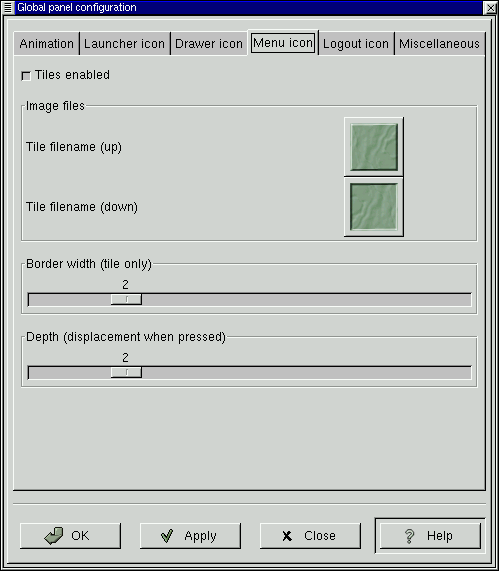 Global panel configuration
Animation Launcher icon Drawer icon Menu icon Logout icon Miscellaneous
Tiles enabled
Image files
Tile filename (up)
Tile filename (down)
Border width (tile only)
2
Depth (displacement when pressed)
2
OK Apply Close Help